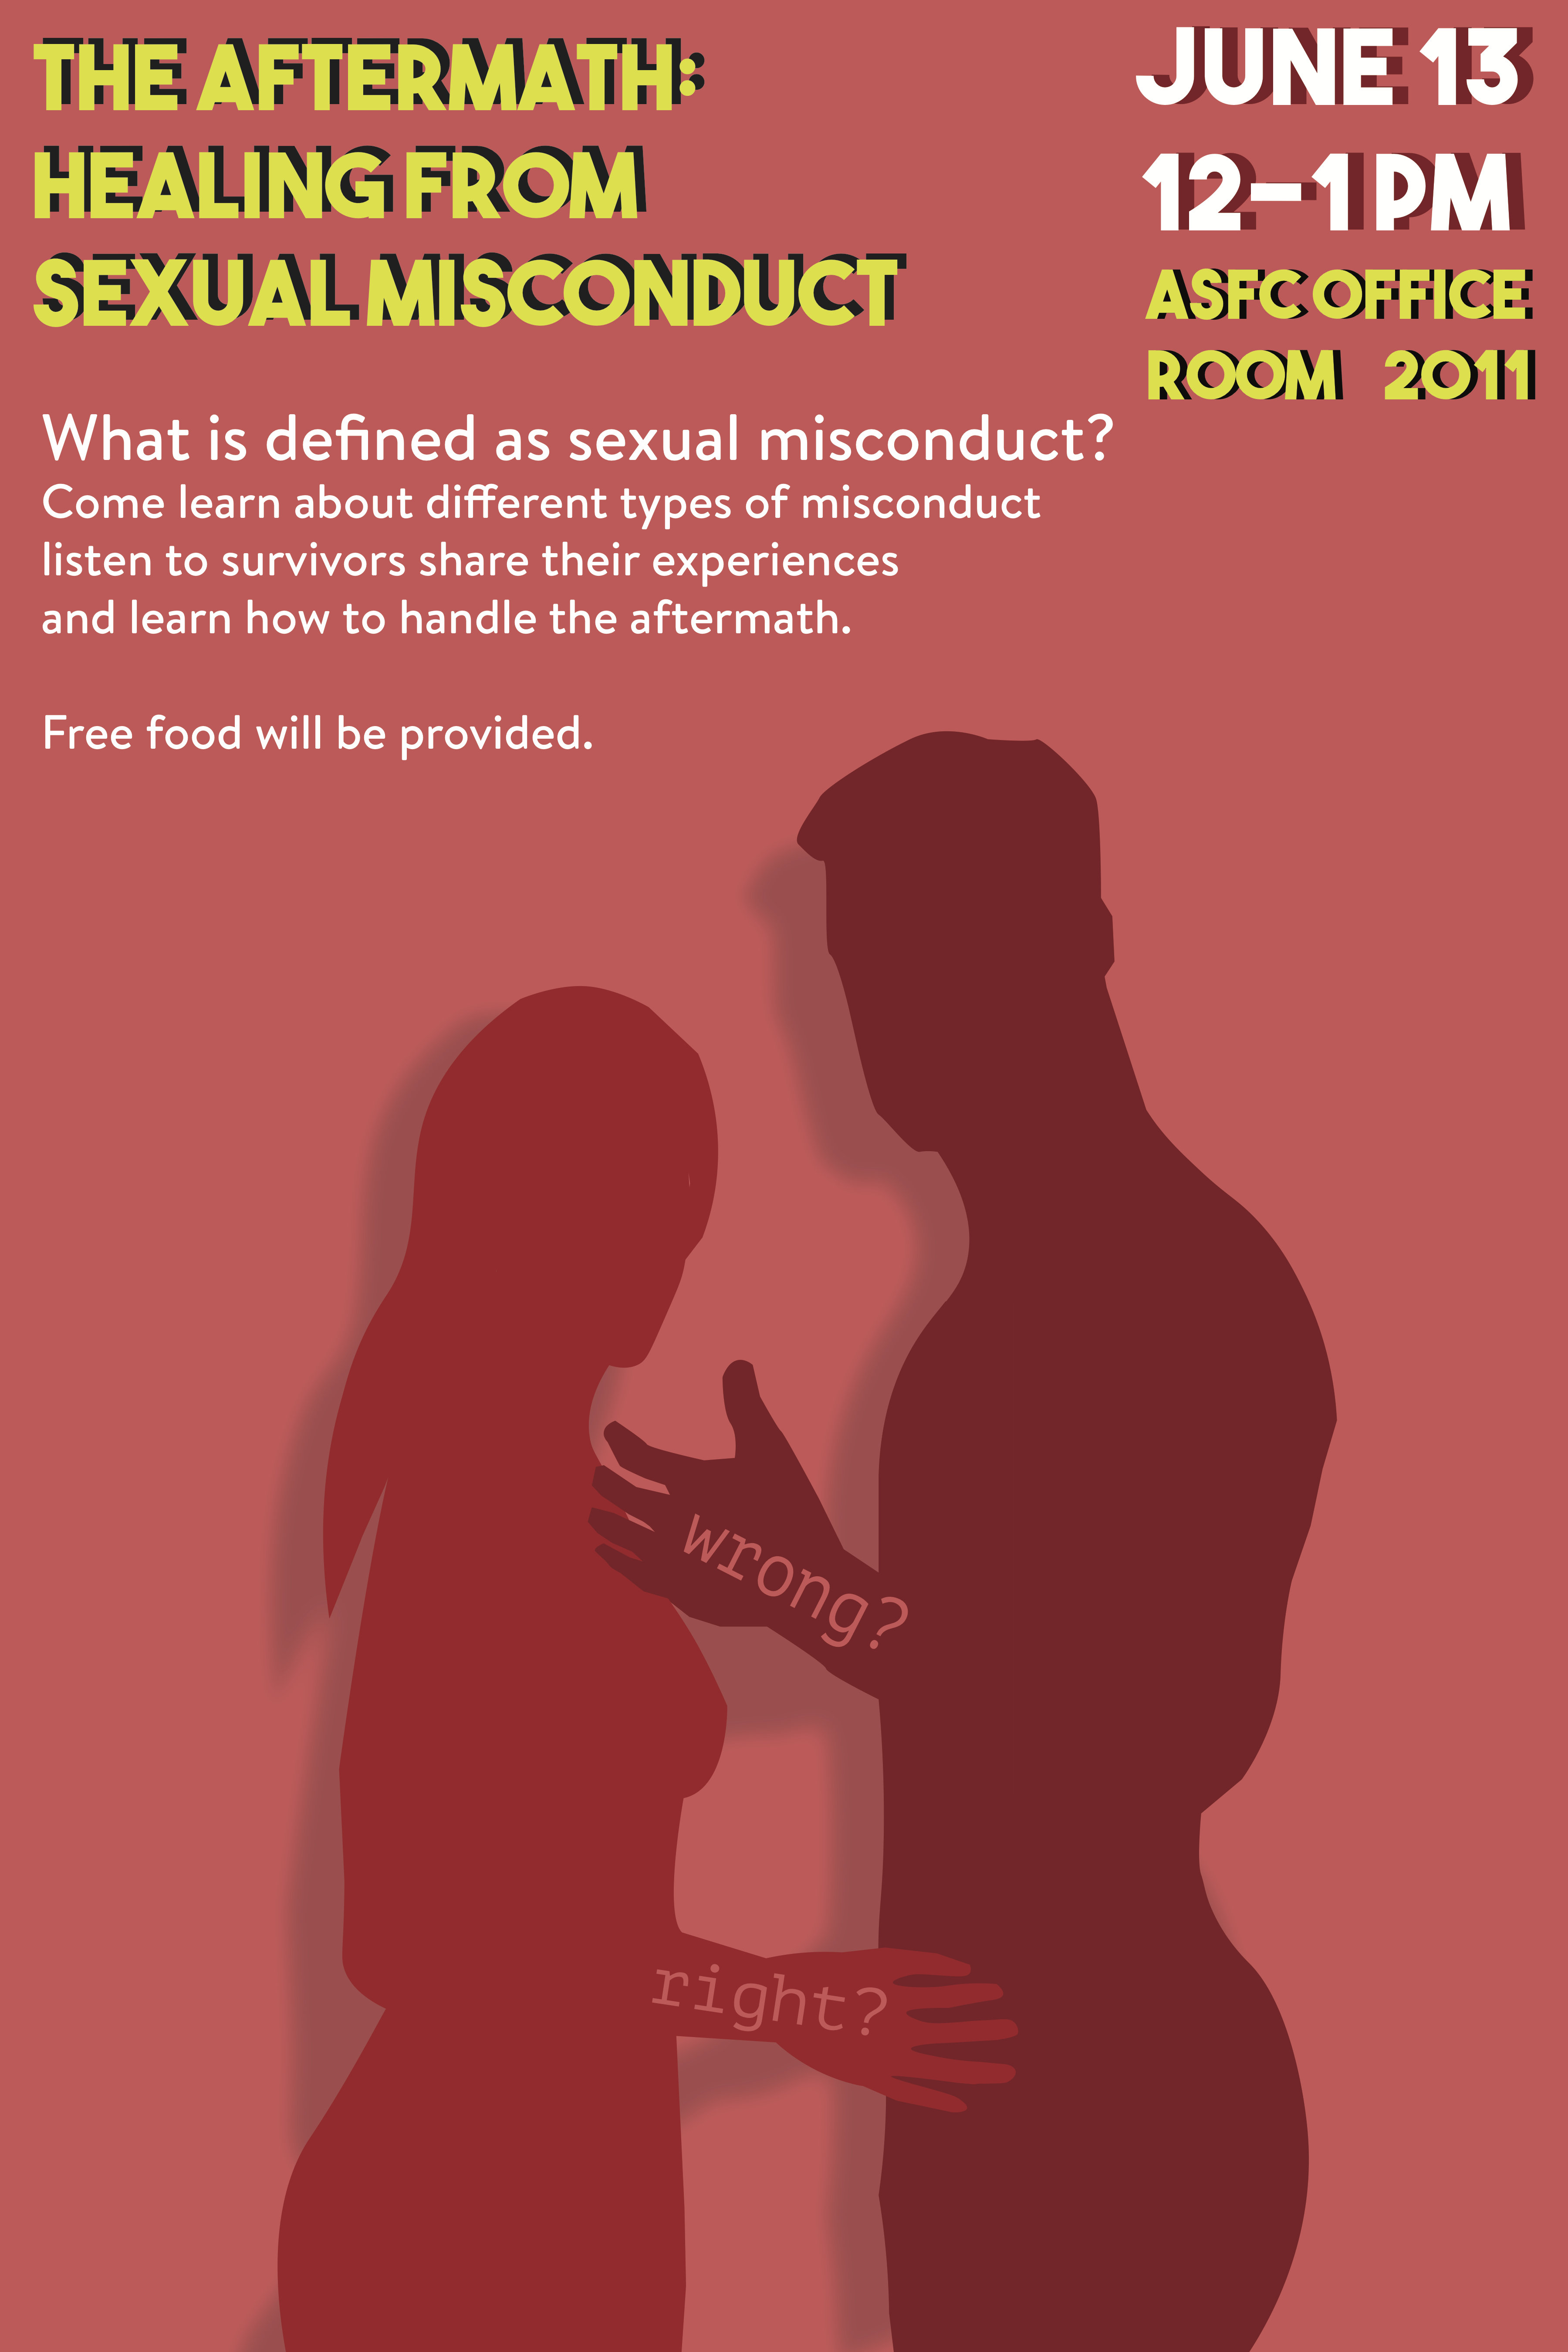 THE AFTERMATH:
HEALING FROM
SEXUAL MISCONDUCT
JUNE 13
12–1 PM
ASFC OFFICE
ROOM 2011
What is defined as sexual misconduct?
Come learn about different types of misconduct
listen to survivors share their experiences
and learn how to handle the aftermath.
Free food will be provided.
wrong?
right?